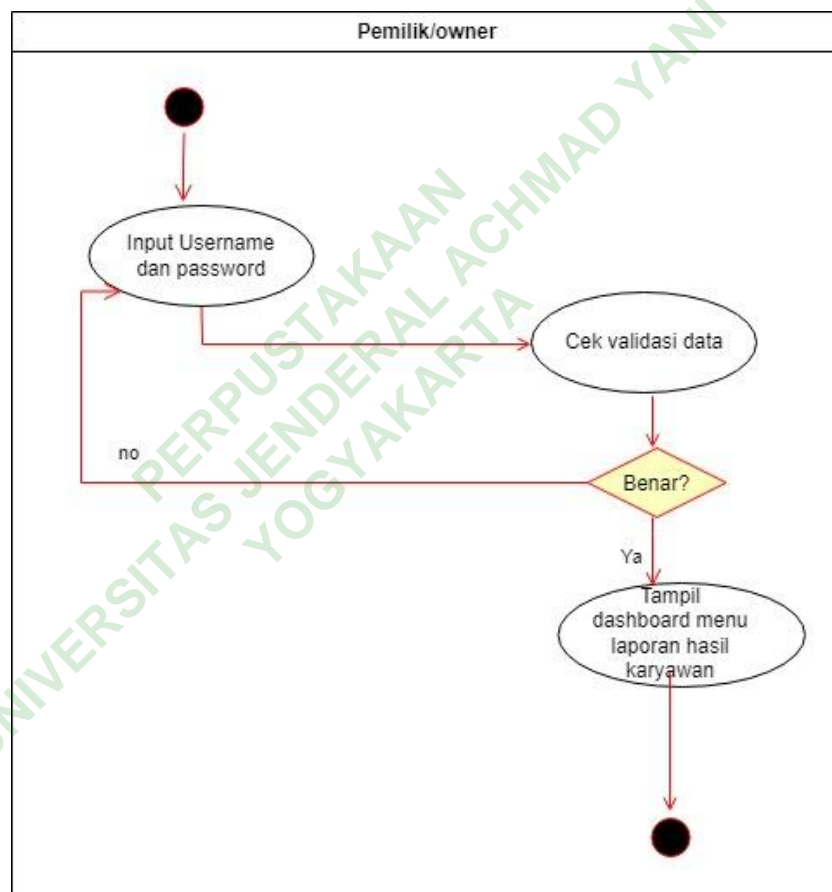 Pemilik/owner
Input Username
dan password
Cek validasi data
no
Benar?
Ya
Tampil
dashboard menu
laporan hasil
karyawan
PERPUSTAKAAN
UNIVERSITAS JENDERAL ACHMAD YANI
YOGYAKARTA